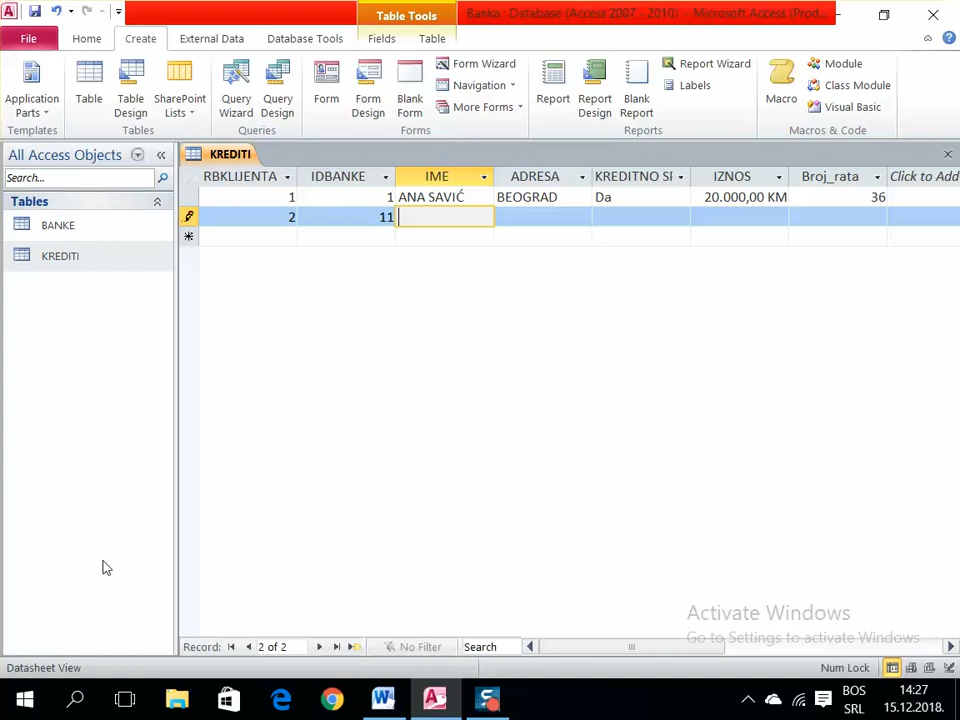 Table Tools
Banka : Database (Access 2007 - 2010) - Microsoft Access (Prod...
File Home Create External Data Database Tools Fields Table
Application Parts
Table
Table Design
SharePoint Lists
Query Wizard
Query Design
Form
Form Design
Blank Form
Form Wizard
Navigation
More Forms
Report
Report Design
Blank Report
Report Wizard
Labels
Macro
Module
Class Module
Visual Basic
Templates Tables Queries Forms Reports Macros & Code
All Access Objects
Search...
Tables
BANKE
KREDITI
KREDITI
RBKLIJENTA IDBANKE IME ADRESA KREDITNO SP IZNOS Broj_rata Click to Add
1 1 ANA SAVIĆ BEOGRAD Da 20.000,00 KM 36
2 11
Activate Windows
Go to Settings to activate Windows.
Record: 2 of 2 No Filter Search
Datasheet View Num Lock
BOS
SRL
14:27
15.12.2018.